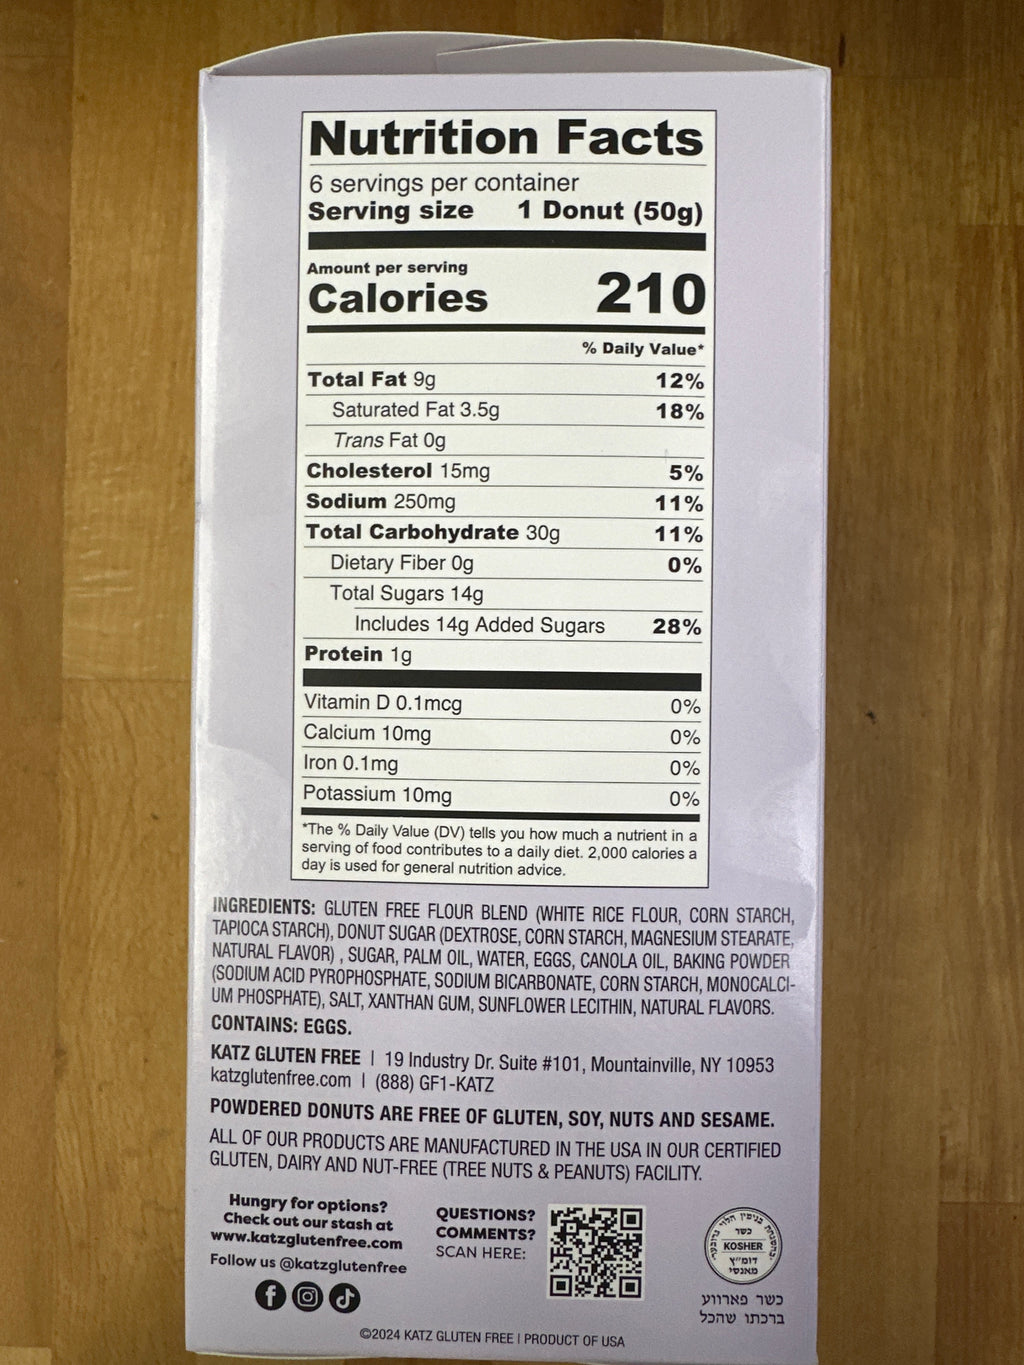 Nutrition Facts
6 servings per container
Serving size 1 Donut (50g)
Amount per serving
Calories 210
% Daily Value*
Total Fat 9g 12%
Saturated Fat 3.5g 18%
Trans Fat 0g
Cholesterol 15mg 5%
Sodium 250mg 11%
Total Carbohydrate 30g 11%
Dietary Fiber 0g 0%
Total Sugars 14g
Includes 14g Added Sugars 28%
Protein 1g
Vitamin D 0.1mcg 0%
Calcium 10mg 0%
Iron 0.1mg 0%
Potassium 10mg 0%
*The % Daily Value (DV) tells you how much a nutrient in a
serving of food contributes to a daily diet. 2,000 calories a
day is used for general nutrition advice.
INGREDIENTS: GLUTEN FREE FLOUR BLEND (WHITE RICE FLOUR, CORN STARCH,
TAPIOCA STARCH), DONUT SUGAR (DEXTROSE, CORN STARCH, MAGNESIUM STEARATE,
NATURAL FLAVOR) , SUGAR, PALM OIL, WATER, EGGS, CANOLA OIL, BAKING POWDER
(SODIUM ACID PYROPHOSPHATE, SODIUM BICARBONATE, CORN STARCH, MONOCALCI-
UM PHOSPHATE), SALT, XANTHAN GUM, SUNFLOWER LECITHIN, NATURAL FLAVORS.
CONTAINS: EGGS.
KATZ GLUTEN FREE | 19 Industry Dr. Suite #101, Mountainville, NY 10953
katzglutenfree.com | (888) GF1-KATZ
POWDERED DONUTS ARE FREE OF GLUTEN, SOY, NUTS AND SESAME.
ALL OF OUR PRODUCTS ARE MANUFACTURED IN THE USA IN OUR CERTIFIED
GLUTEN, DAIRY AND NUT-FREE (TREE NUTS & PEANUTS) FACILITY.
Hungry for options?
Check out our stash at
www.katzglutenfree.com
Follow us @katzglutenfree
QUESTIONS?
COMMENTS?
SCAN HERE:
כשר
KOSHER
דומ״ץ
מאנסי
כשר פארווע
ברכתו שהכל
©2024 KATZ GLUTEN FREE | PRODUCT OF USA